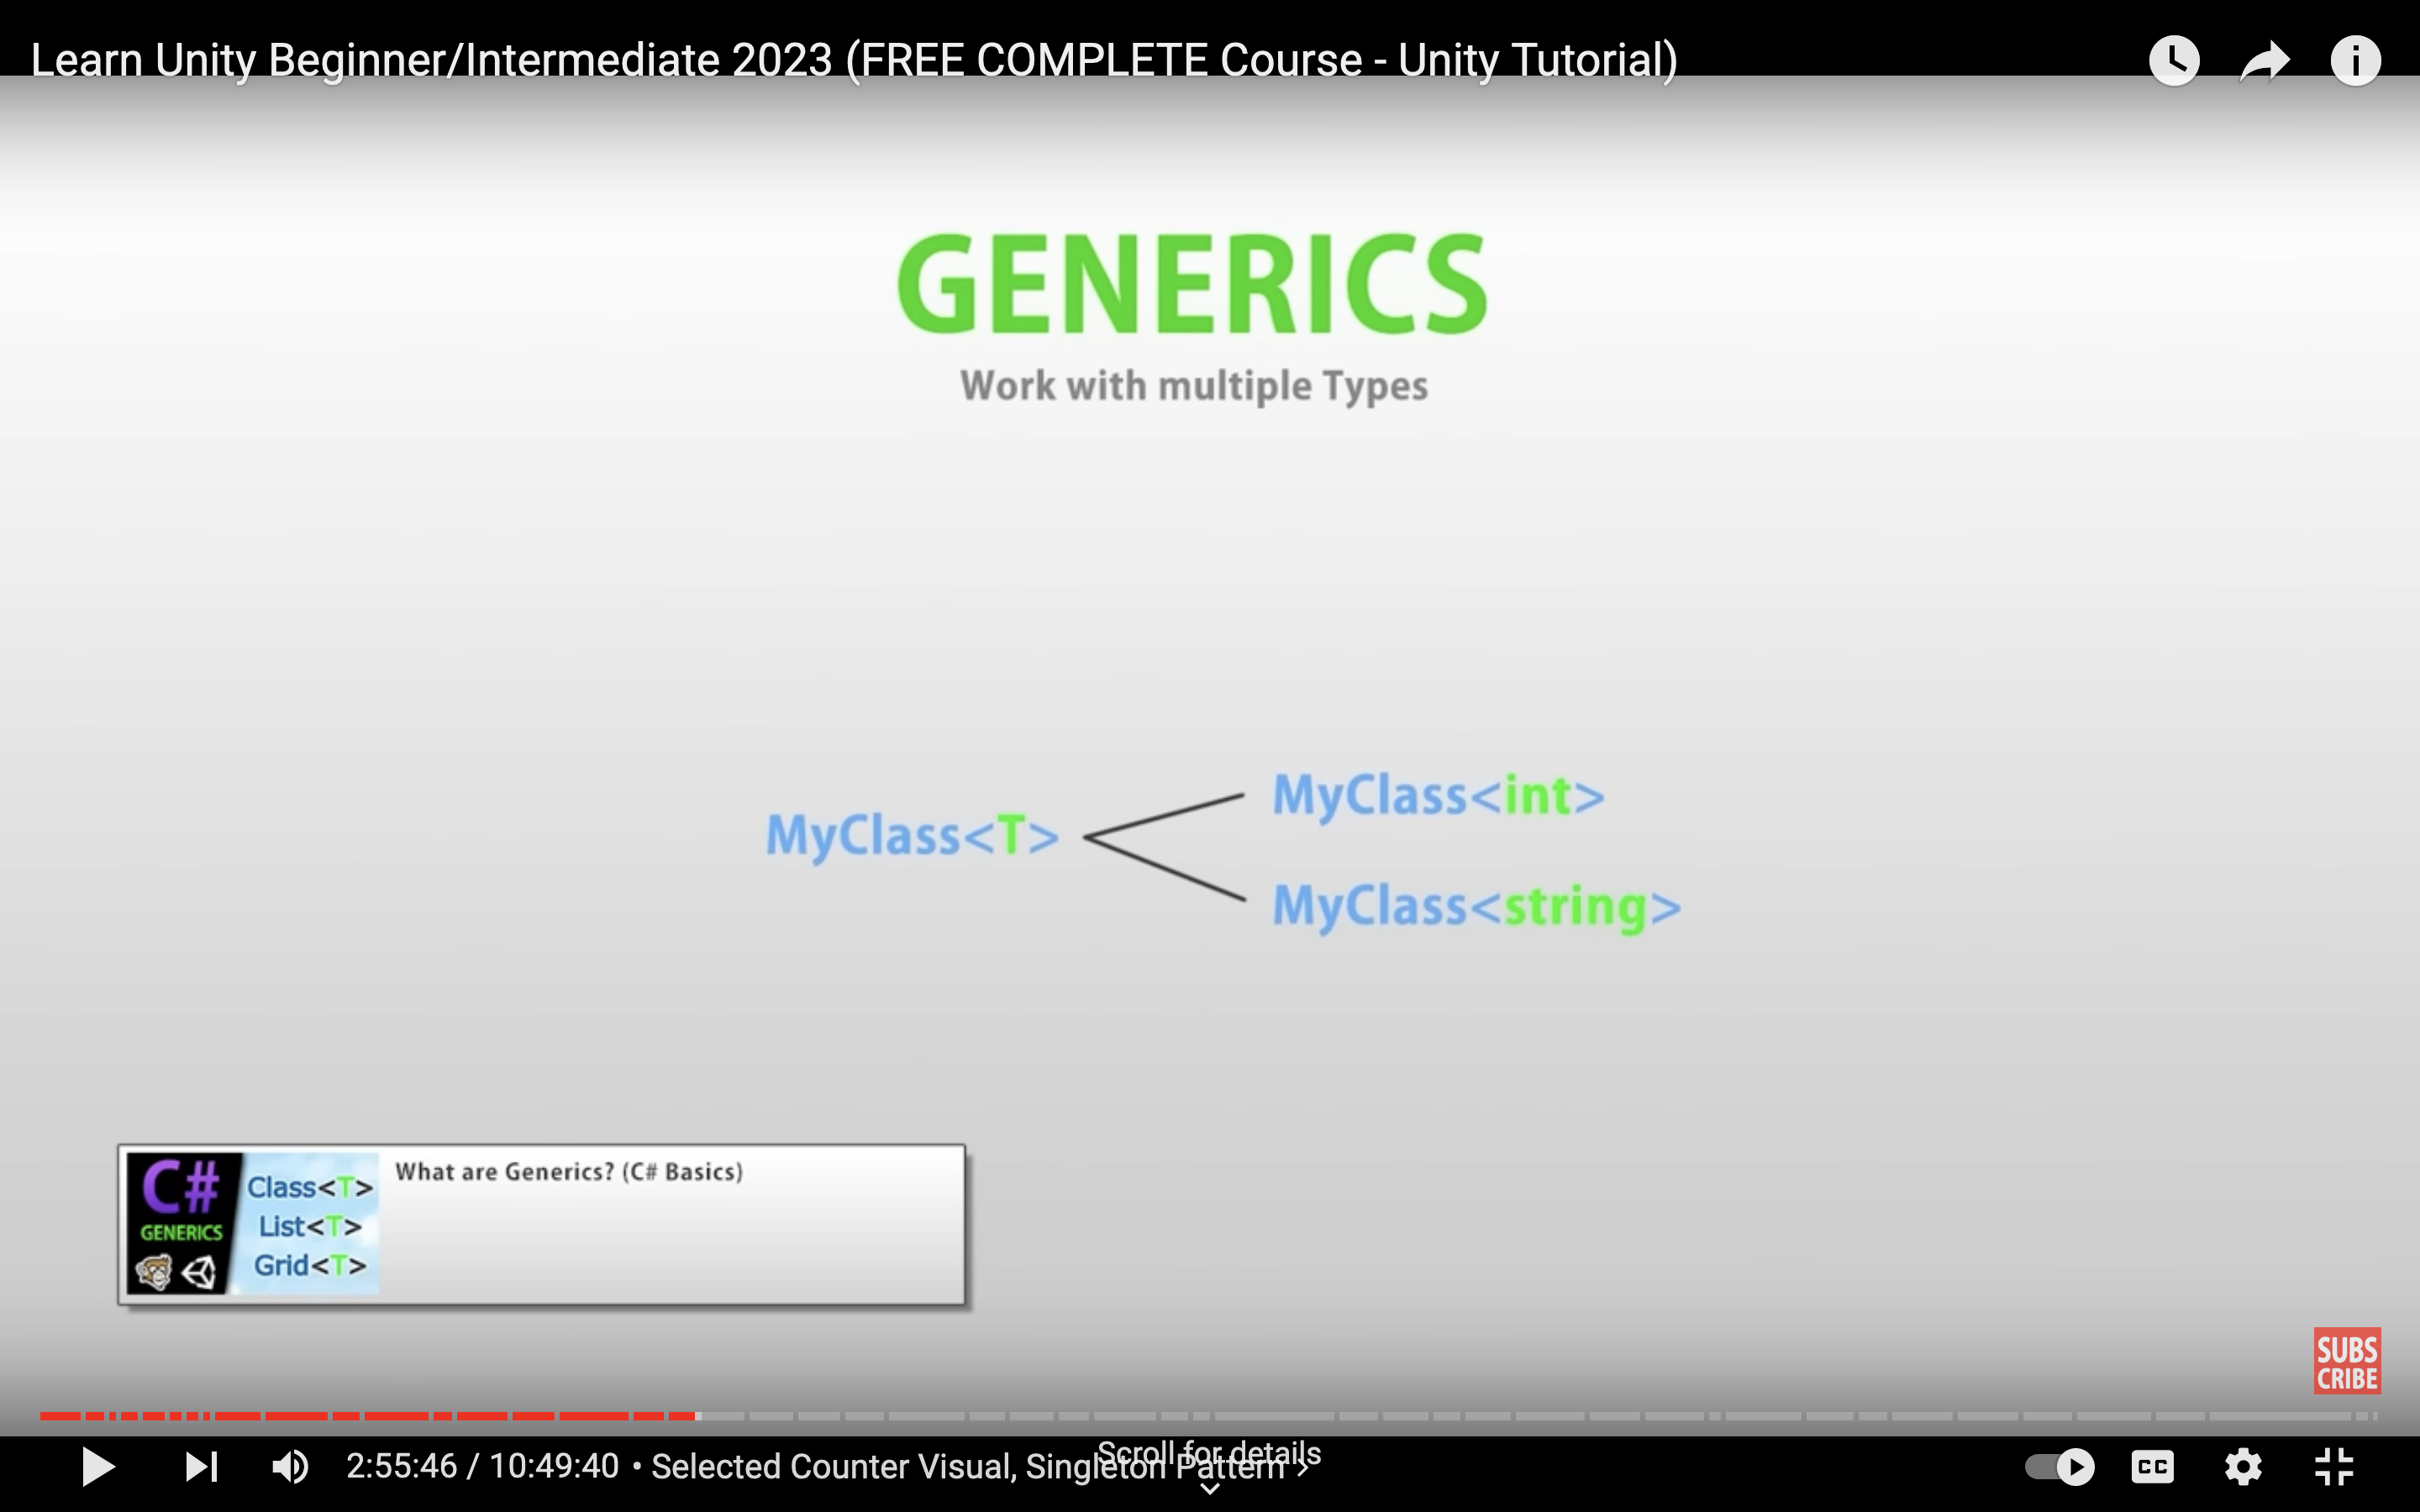 Learn Unity Beginner/Intermediate 2023 (FREE COMPLETE Course - Unity Tutorial)
GENERICS
Work with multiple Types
MyClass<T>
MyClass<int>
MyClass<string>
C#
GENERICS
Class<T>
List<T>
Grid<T>
What are Generics? (C# Basics)
SUBS
CRIBE
2:55:46 / 10:49:40 • Selected Counter Visual, Singleton Pattern
Scroll for details
CC